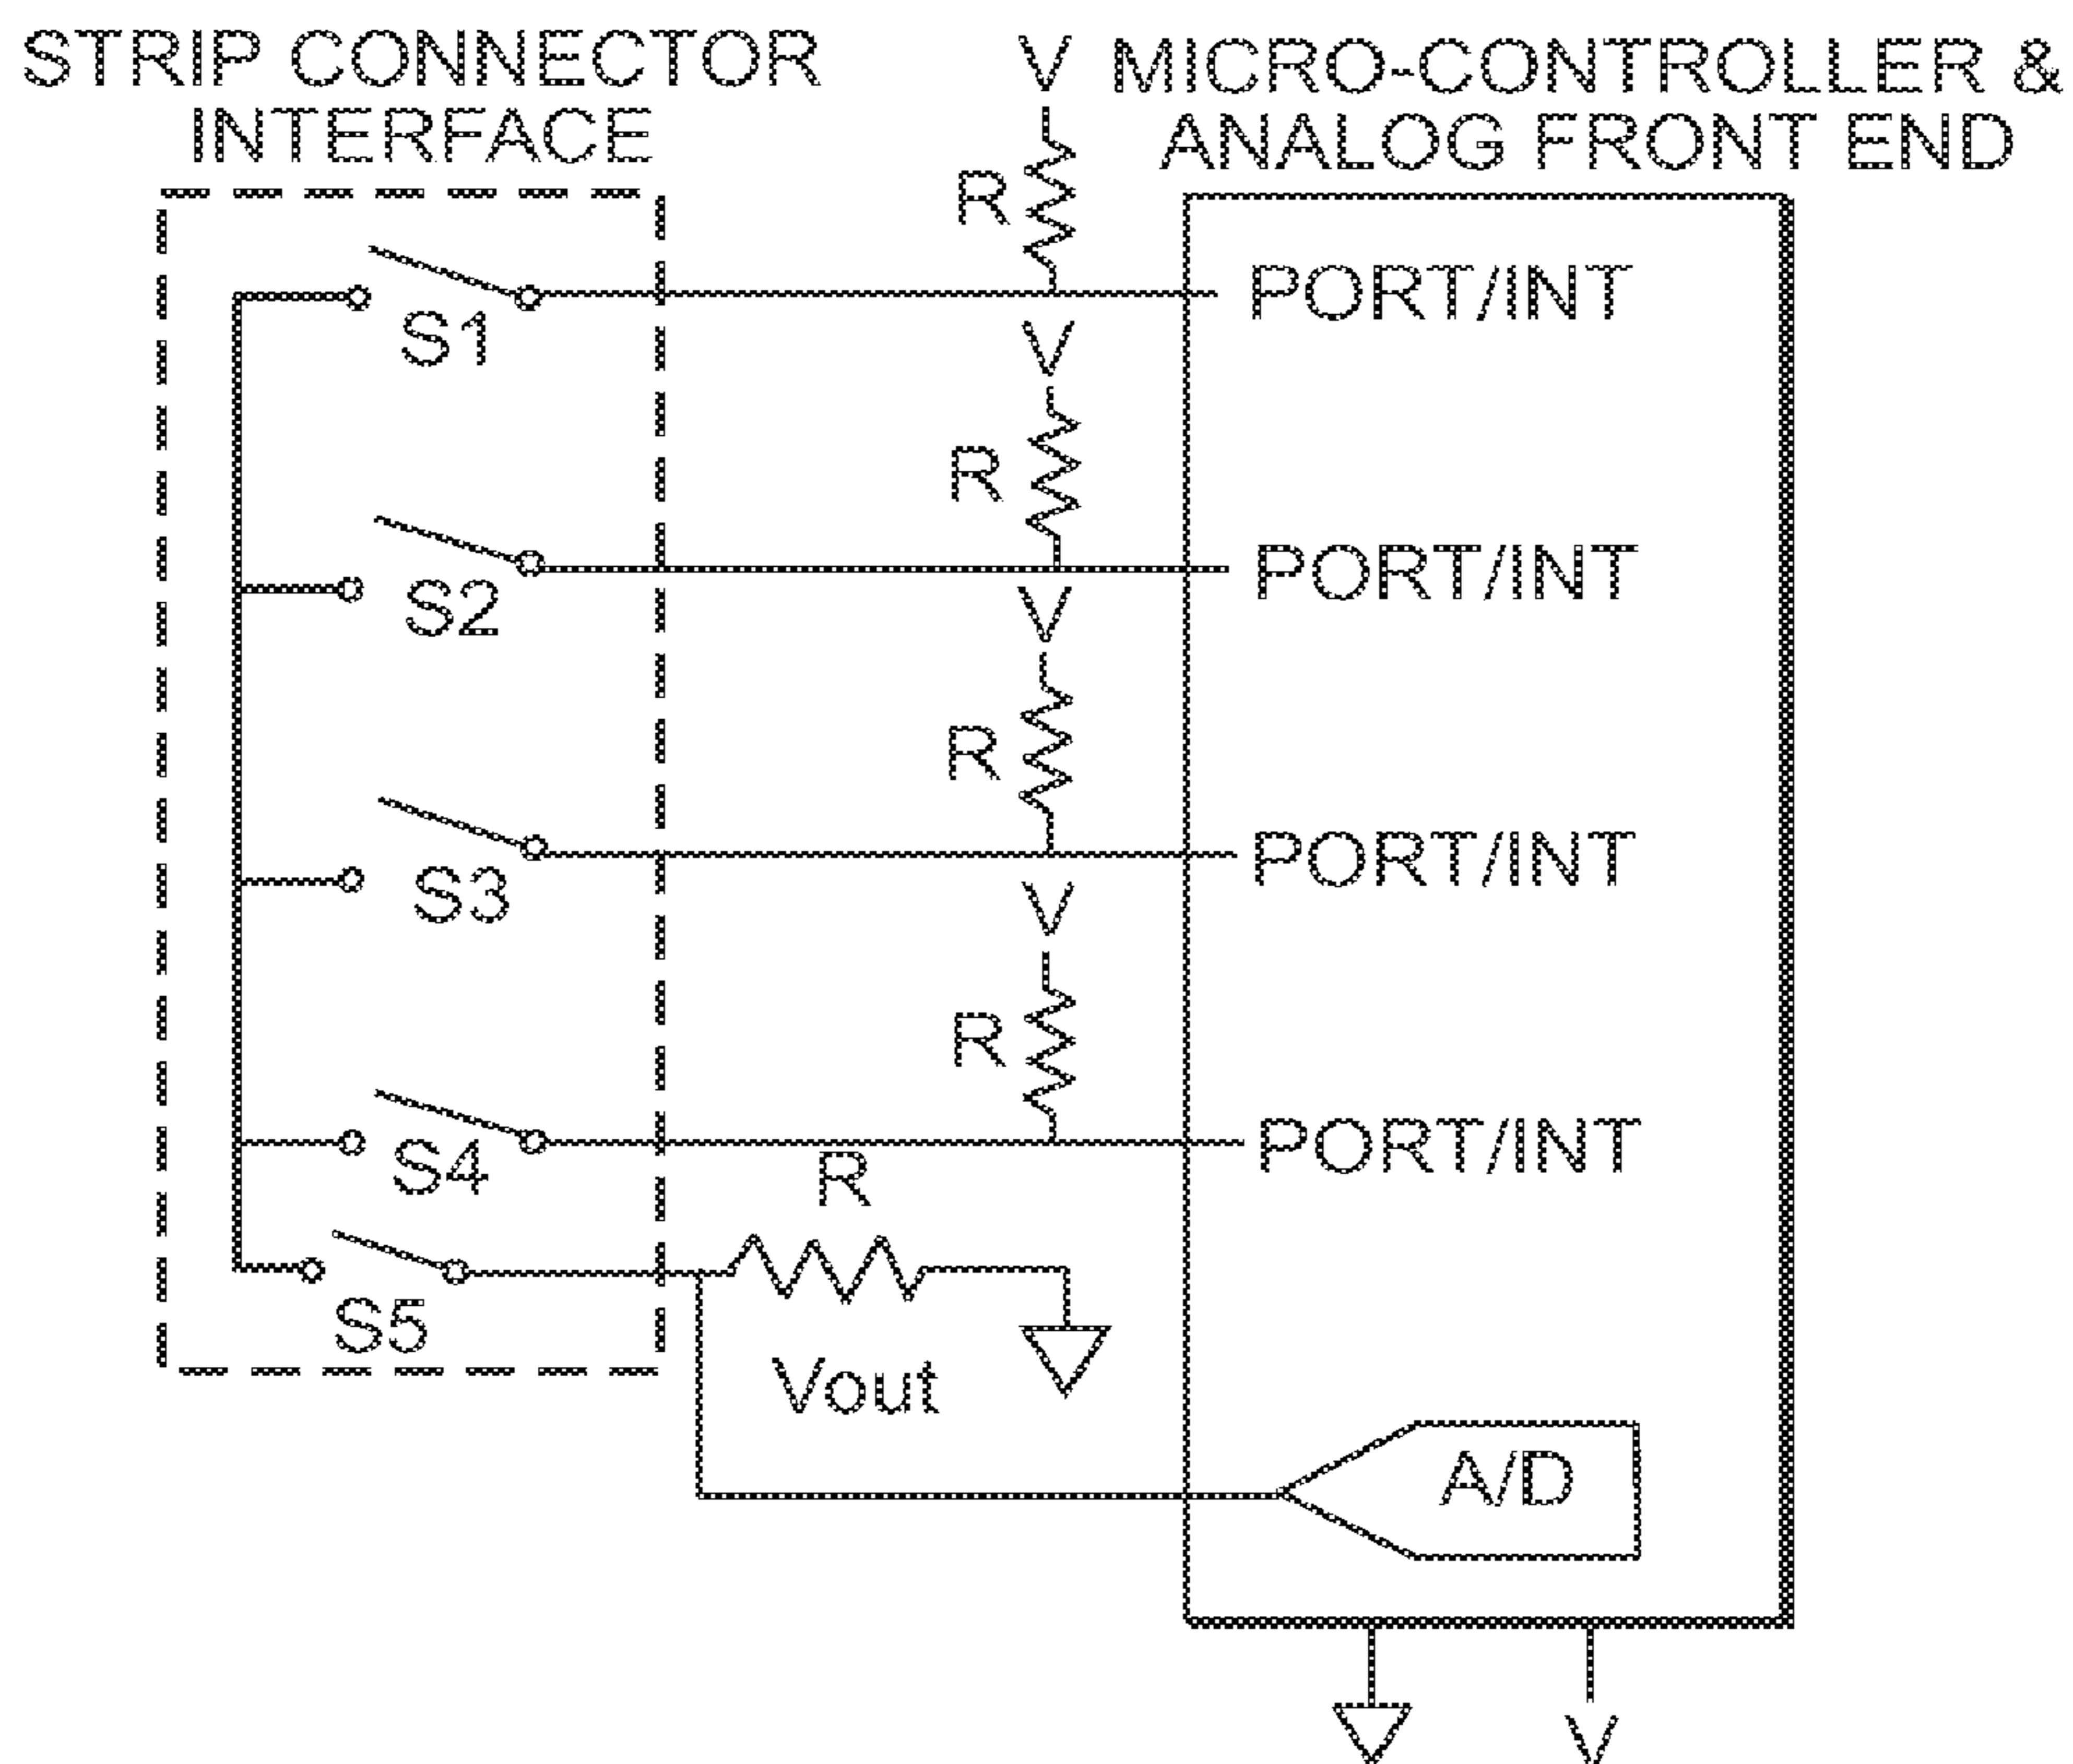 STRIP CONNECTOR
INTERFACE
V
MICRO-CONTROLLER &
ANALOG FRONT END
R
PORT/INT
S1
V
R
PORT/INT
S2
V
R
PORT/INT
S3
V
R
PORT/INT
S4
R
S5
Vout
A/D
V